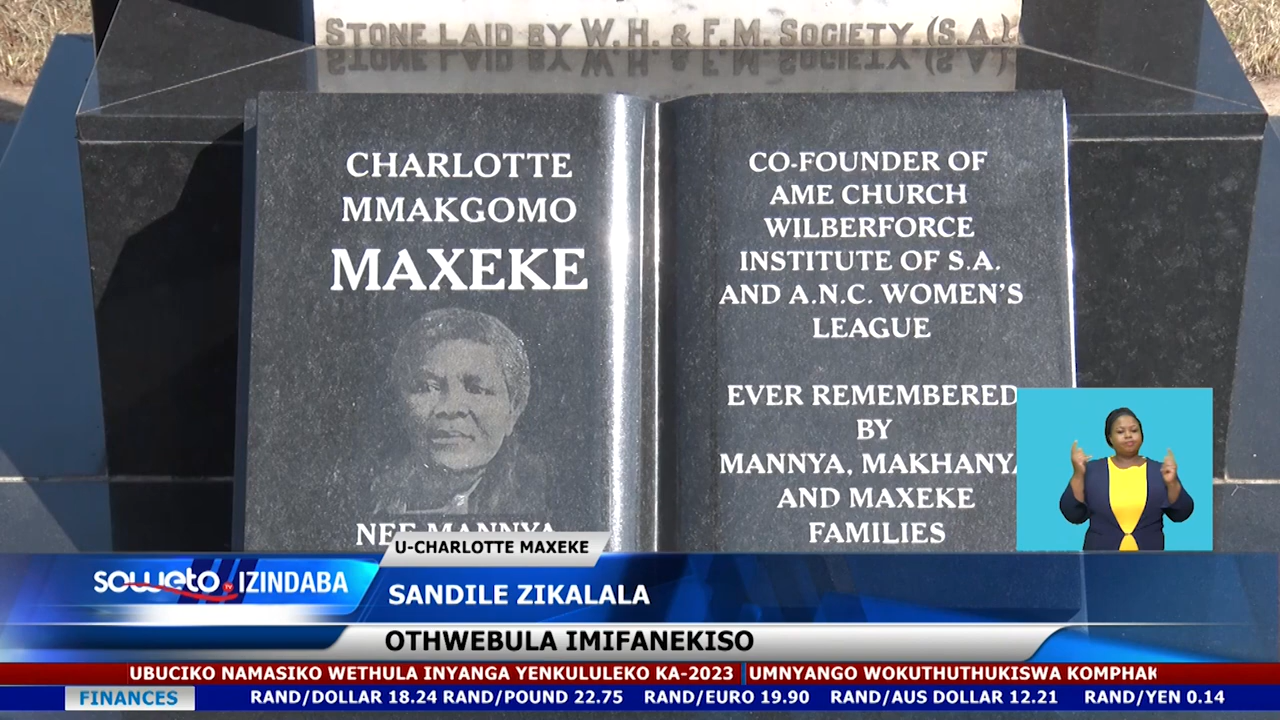 STONE LAID BY W.H. & F.M. SOCIETY. (S.A.)
CHARLOTTE
MMAKGOMO
MAXEKE
NEE MANNYA
CO-FOUNDER OF
AME CHURCH
WILBERFORCE
INSTITUTE OF S.A.
AND A.N.C. WOMEN'S
LEAGUE
EVER REMEMBERED
BY
MANNYA, MAKHANYA
AND MAXEKE
FAMILIES
U-CHARLOTTE MAXEKE
soweto TV IZINDABA
SANDILE ZIKALALA
OTHWEBULA IMIFANEKISO
UBUCIKO NAMASIKO WETHULA INYANGA YENKULULEKO KA-2023 UMNYANGO WOKUTHUTHUKISWA KOMPHAK
FINANCES RAND/DOLLAR 18.24 RAND/POUND 22.75 RAND/EURO 19.90 RAND/AUS DOLLAR 12.21 RAND/YEN 0.14